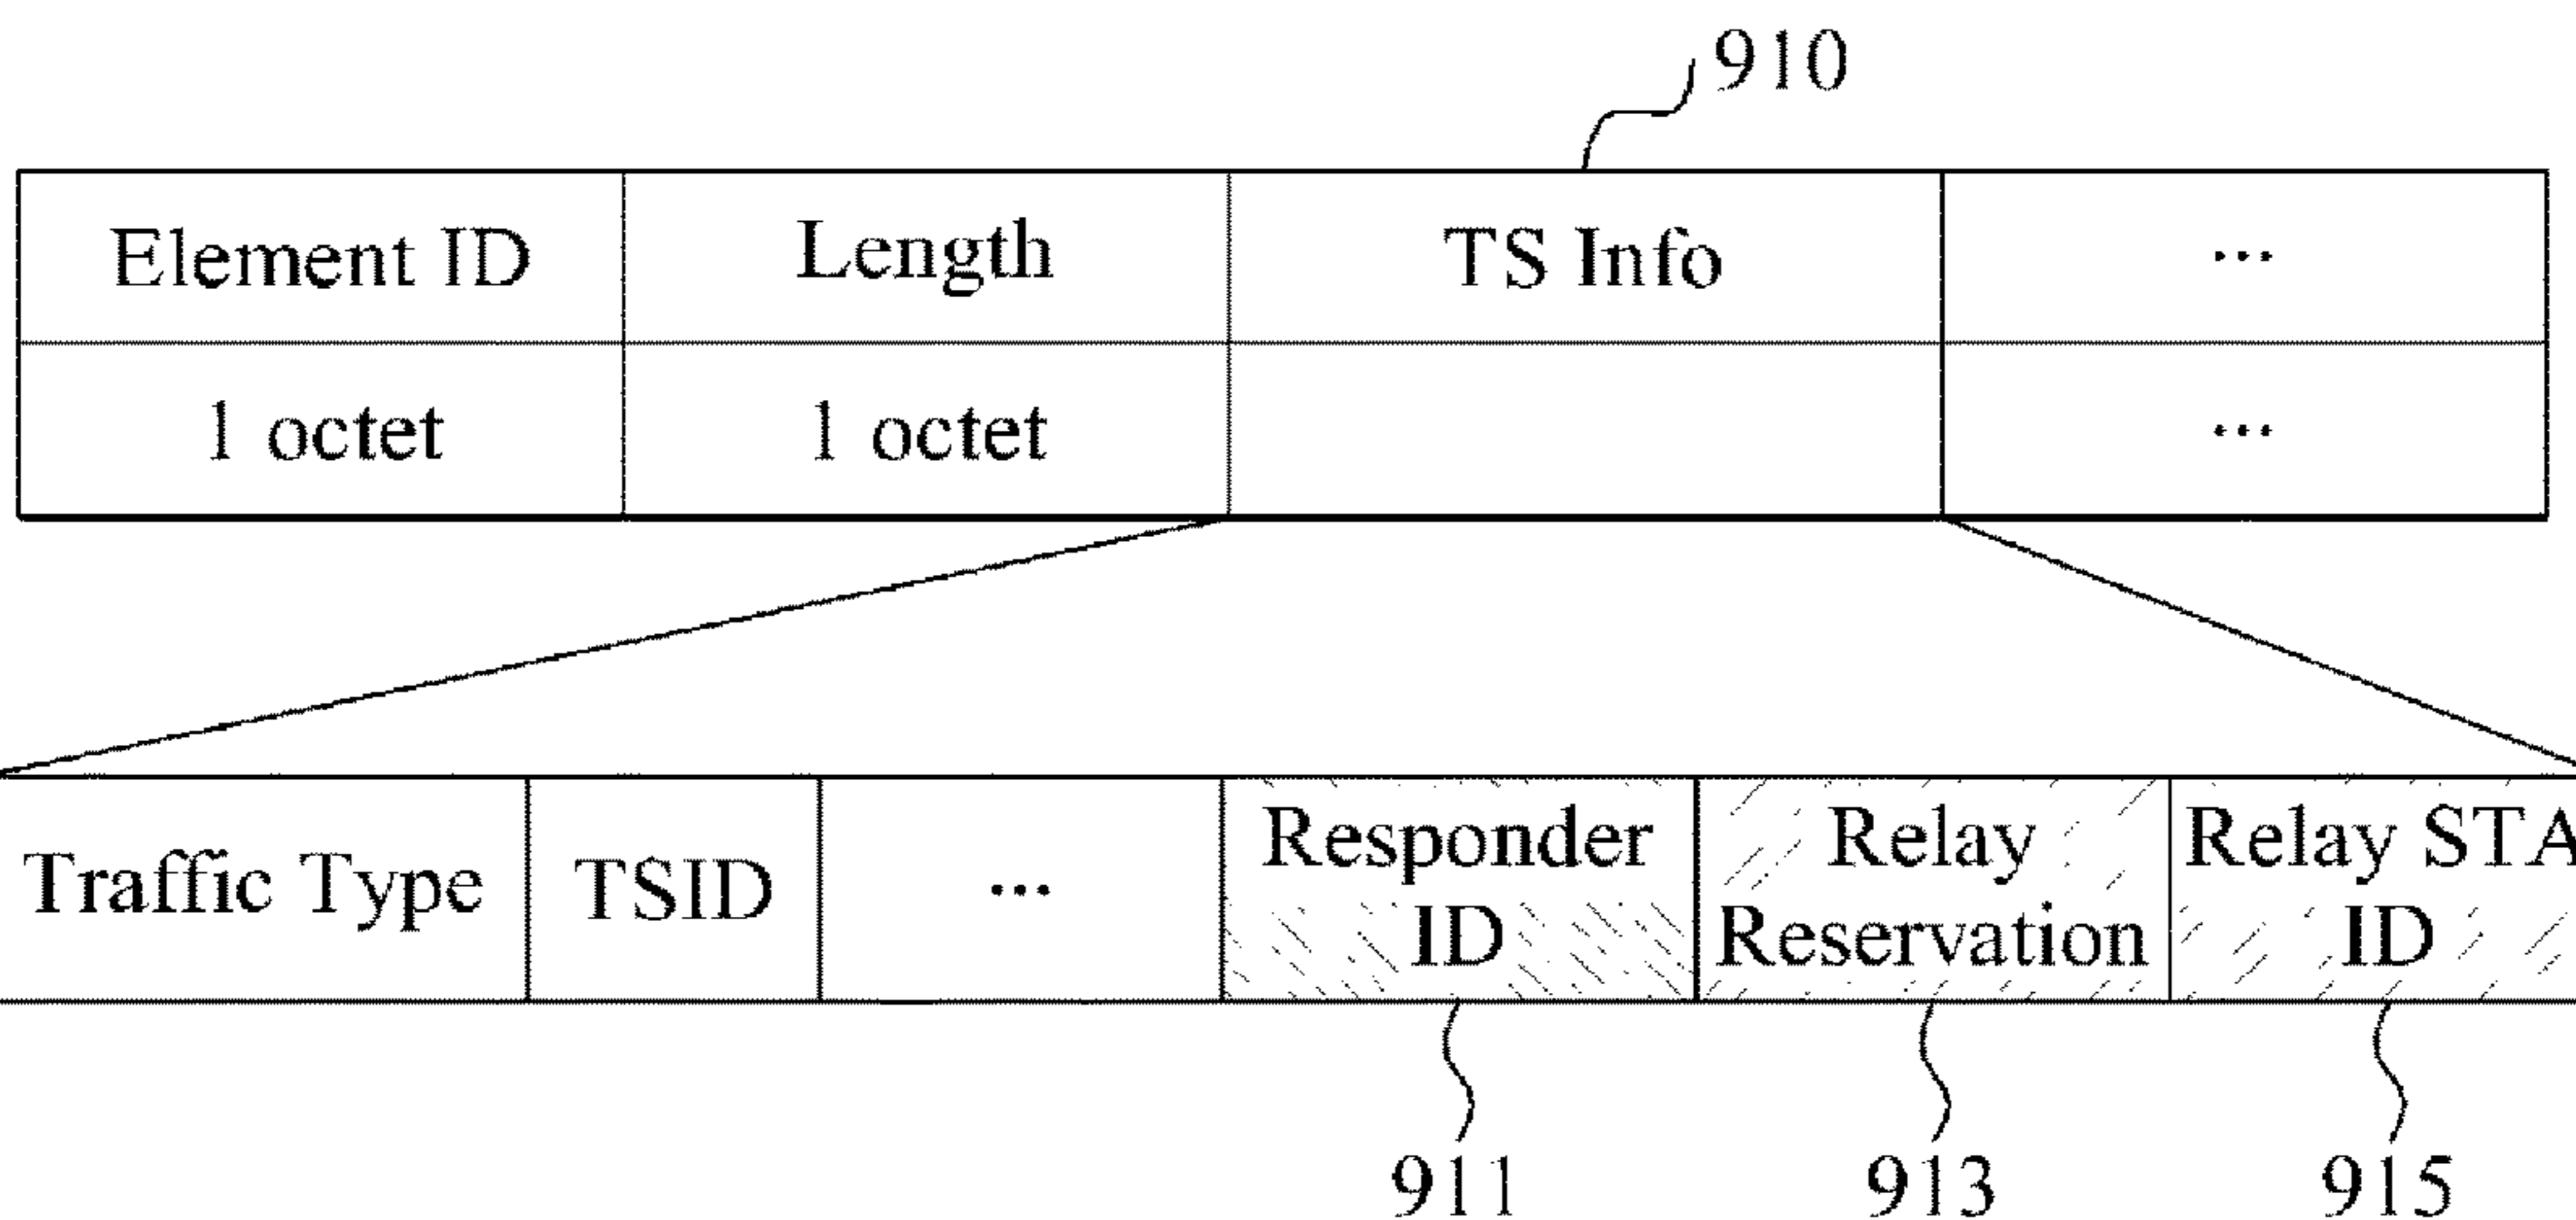 910
Element ID Length TS Info ...
1 octet 1 octet ...
Traffic Type TSID ... Responder ID Relay Reservation Relay STA ID
911 913 915